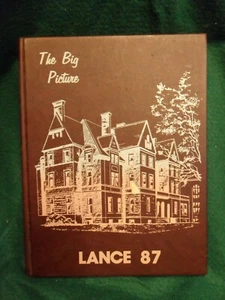 The Big
Picture
LANCE 87